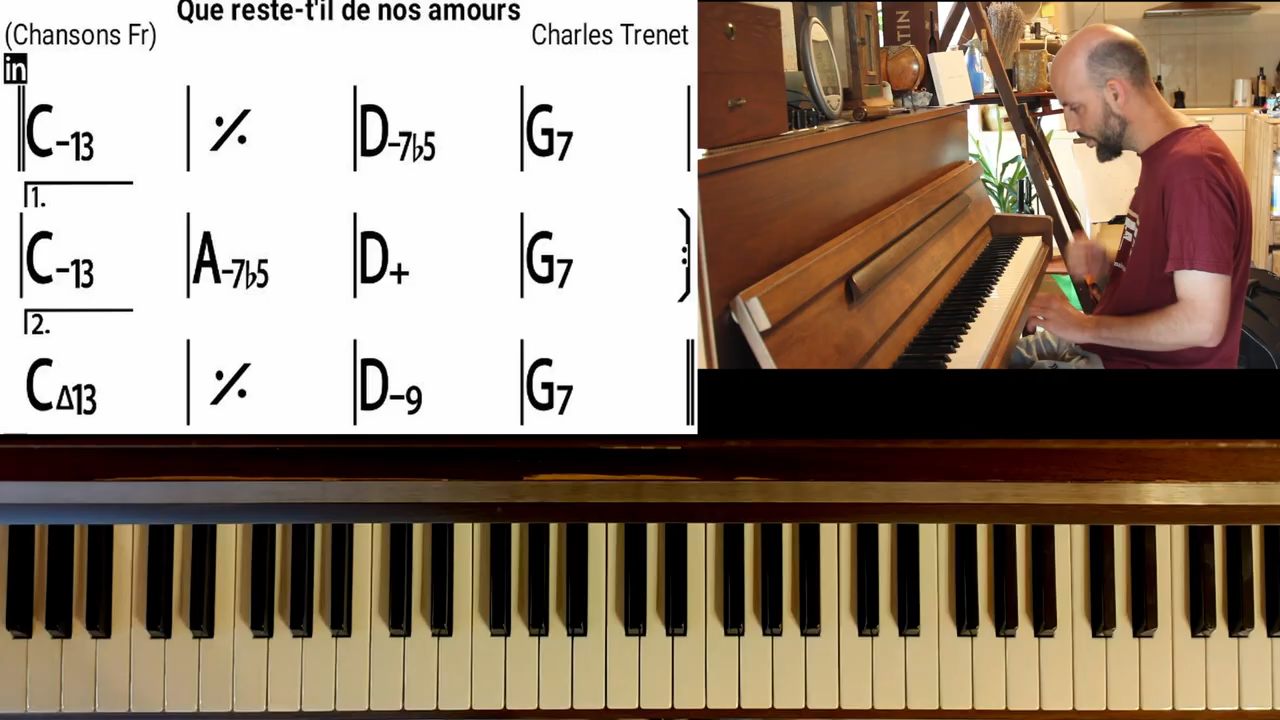 Que reste-t'il de nos amours
(Chansons Fr) Charles Trenet
in
C-13 | 𝄎 | D-7♭5 | G7
1.
C-13 | A-7♭5 | D+ | G7
2.
C∆13 | 𝄎 | D-9 | G7